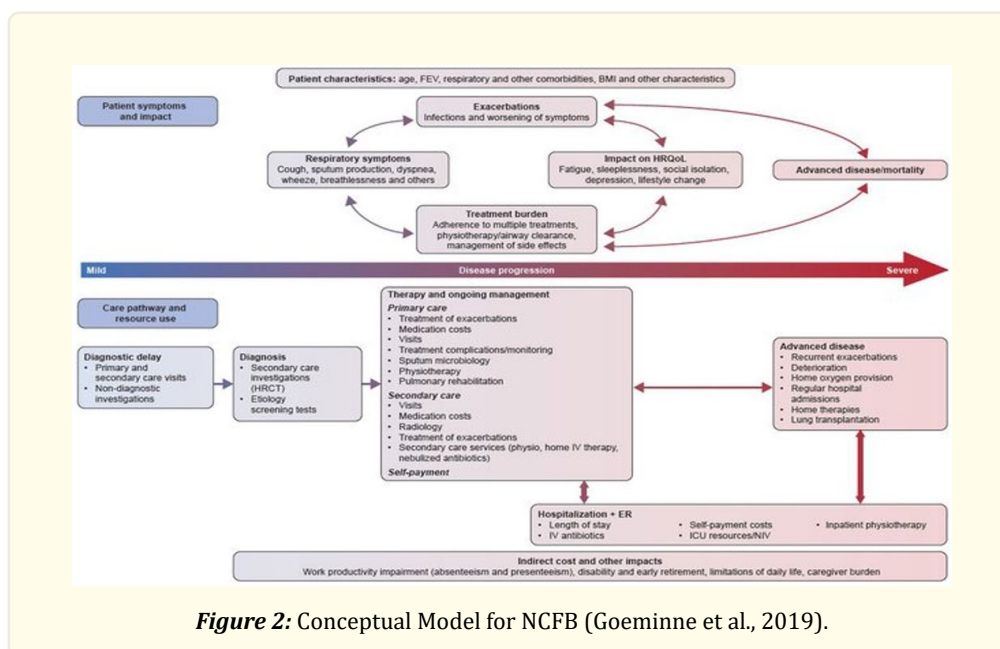 Patient characteristics: age, FEV, respiratory and other comorbidities, BMI and other characteristics
Patient symptoms
and impact
Exacerbations
Infections and worsening of symptoms
Respiratory symptoms
Cough, sputum production, dyspnea,
wheeze, breathlessness and others
Impact on HRQoL
Fatigue, sleeplessness, social isolation,
depression, lifestyle change
Advanced disease/mortality
Treatment burden
Adherence to multiple treatments,
physiotherapy/airway clearance,
management of side effects
Mild
Disease progression
Severe
Care pathway and
resource use
Diagnostic delay
• Primary and
secondary care visits
• Non-diagnostic
investigations
Diagnosis
• Secondary care
investigations
(HRCT)
• Etiology
screening tests
Therapy and ongoing management
Primary care
• Treatment of exacerbations
• Medication costs
• Visits
• Treatment complications/monitoring
• Sputum microbiology
• Physiotherapy
• Pulmonary rehabilitation
Secondary care
• Visits
• Medication costs
• Radiology
• Treatment of exacerbations
• Secondary care services (physio, home IV therapy,
nebulized antibiotics)
Self-payment
Advanced disease
• Recurrent exacerbations
• Deterioration
• Home oxygen provision
• Regular hospital
admissions
• Home therapies
• Lung transplantation
Hospitalization + ER
• Length of stay
• IV antibiotics
• Self-payment costs
• ICU resources/NIV
• Inpatient physiotherapy
Indirect cost and other impacts
Work productivity impairment (absenteeism and presenteeism), disability and early retirement, limitations of daily life, caregiver burden
Figure 2: Conceptual Model for NCFB (Goeminne et al., 2019).